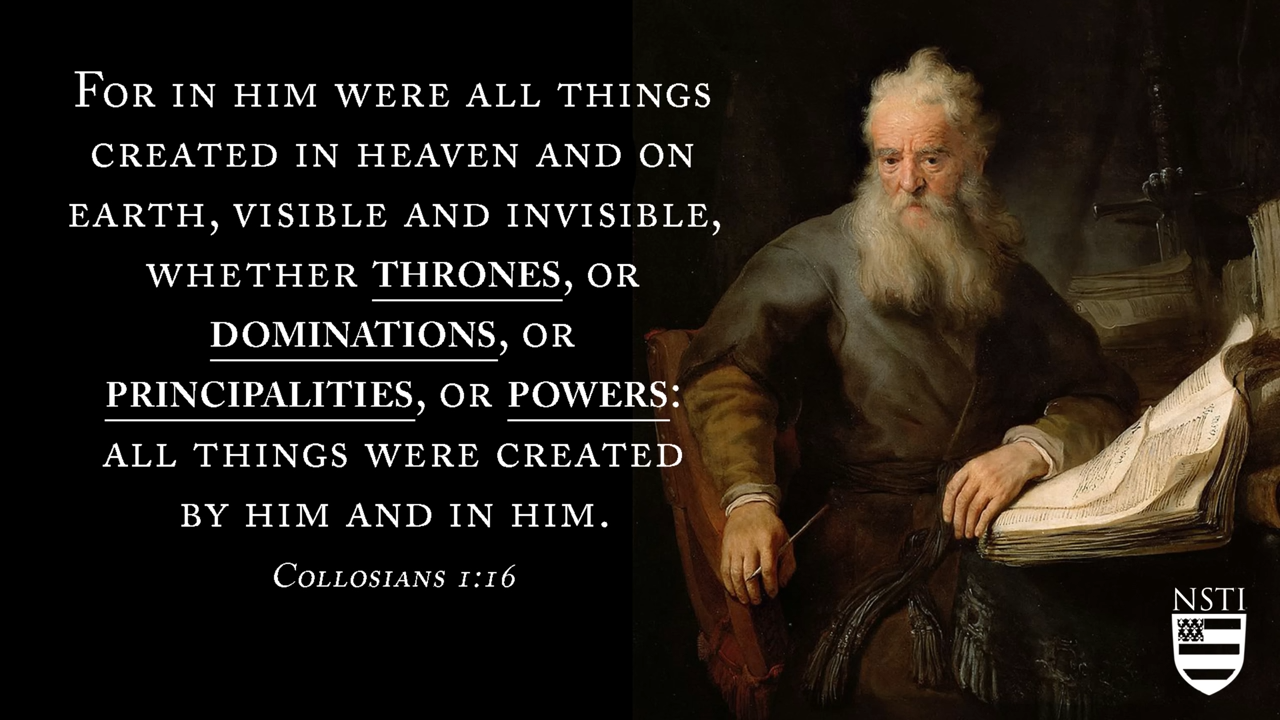 For in him were all things
created in heaven and on
earth, visible and invisible,
whether thrones, or
dominations, or
principalities, or powers:
all things were created
by him and in him.
Collosians 1:16
NSTI